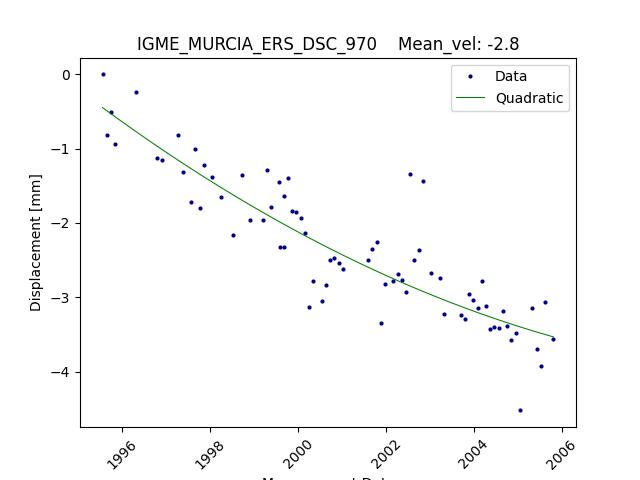 IGME_MURCIA_ERS_DSC_970    Mean_vel: -2.8
Data
Quadratic
0
−1
−2
−3
−4
Displacement [mm]
1996
1998
2000
2002
2004
2006